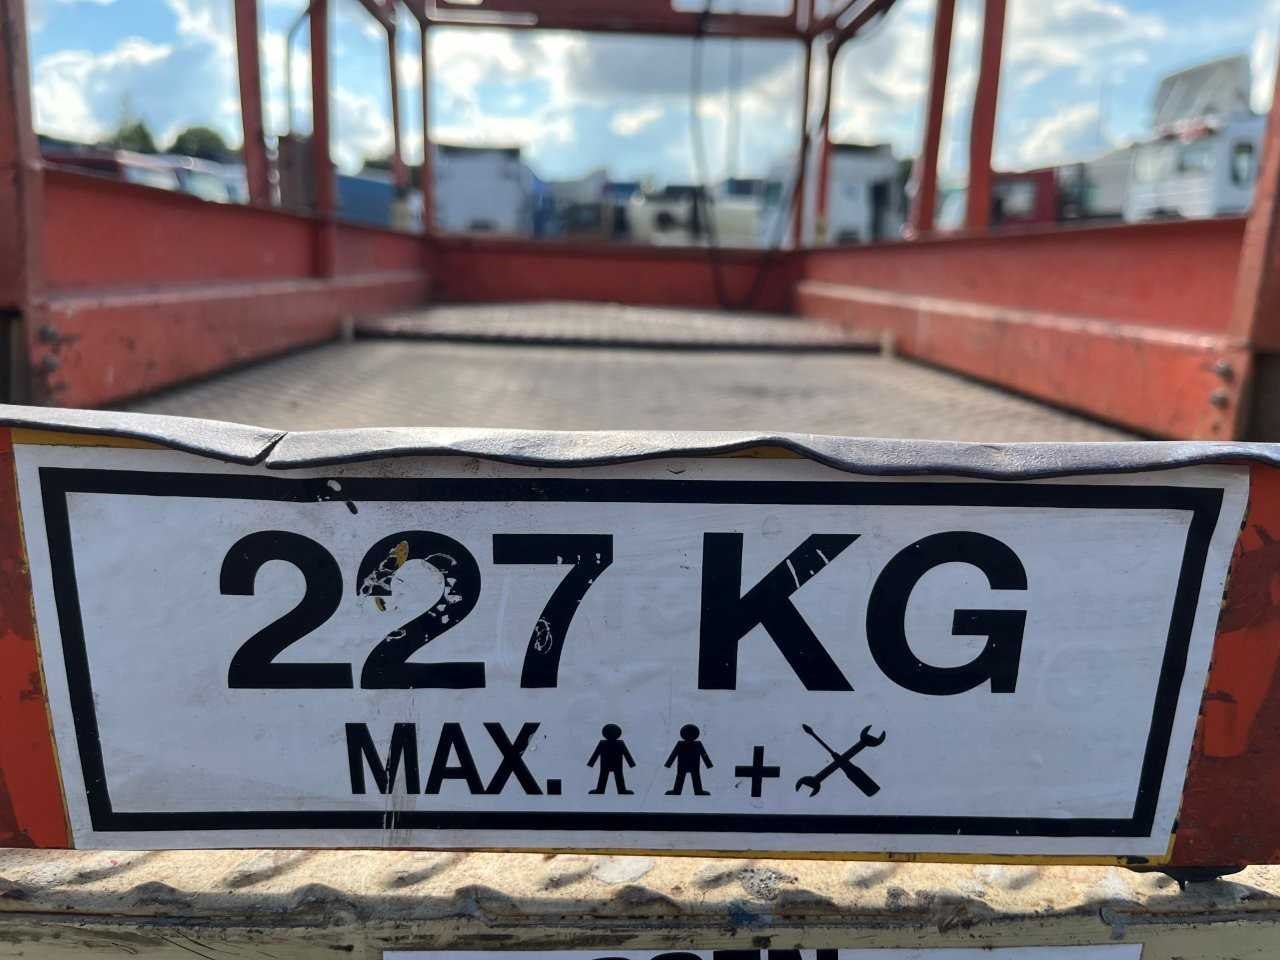 227 KG
MAX. +